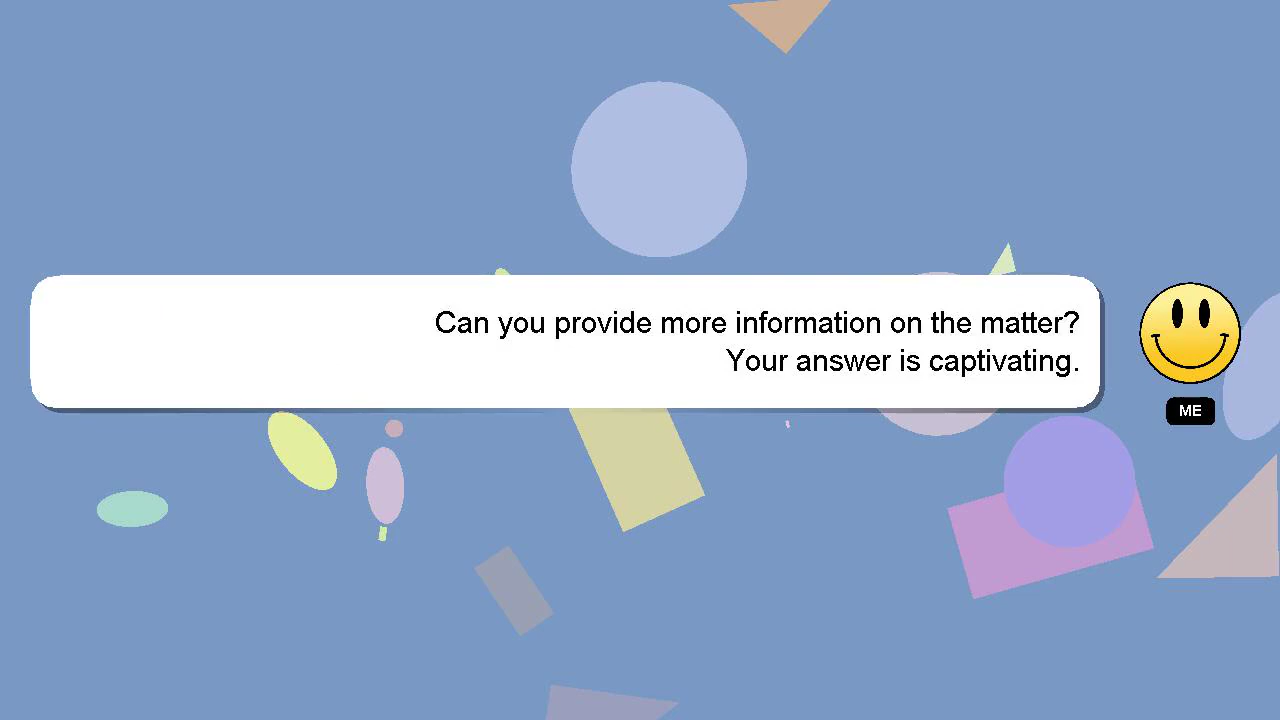 Can you provide more information on the matter?
Your answer is captivating.
ME